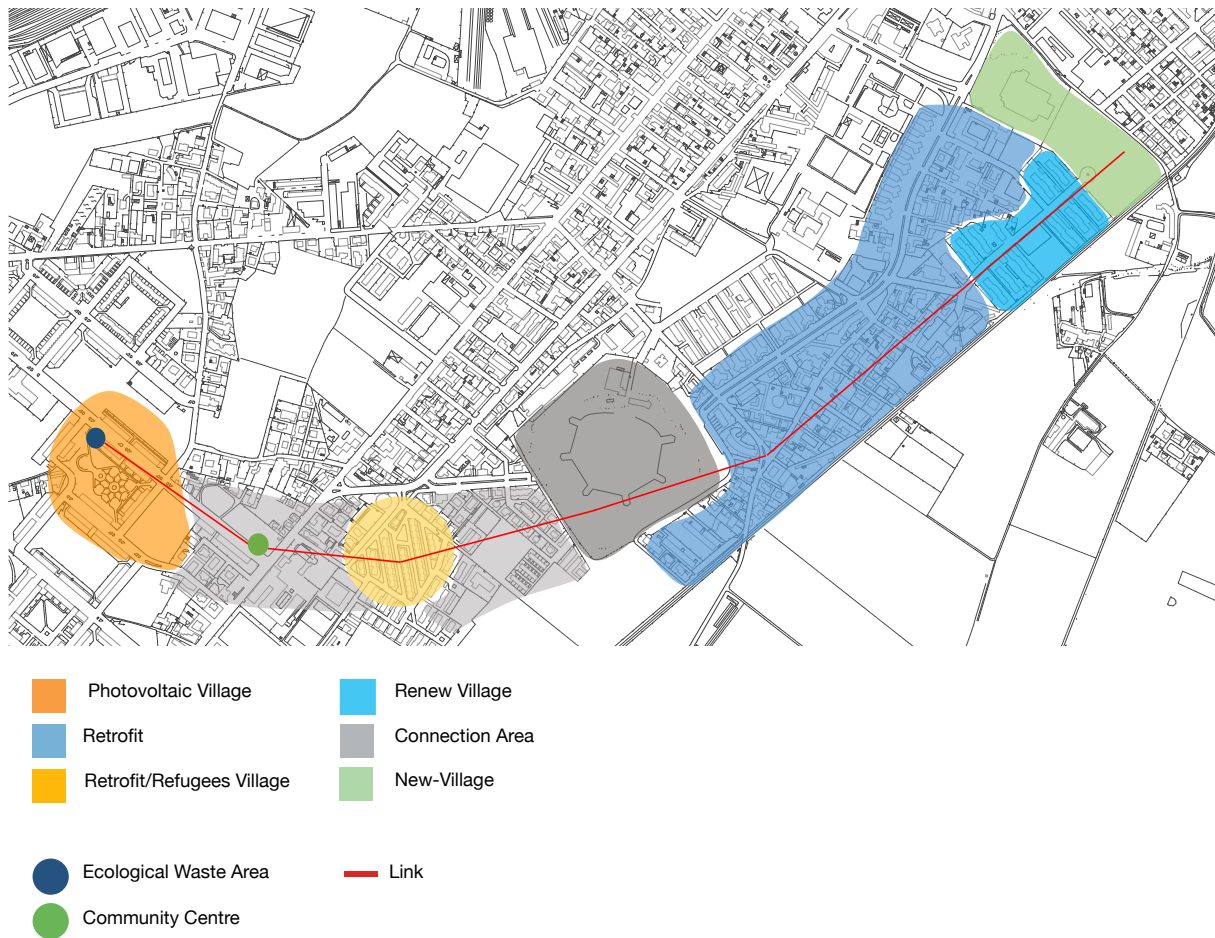 Photovoltaic Village
Renew Village
Retrofit
Connection Area
Retrofit/Refugees Village
New-Village
Ecological Waste Area
Link
Community Centre